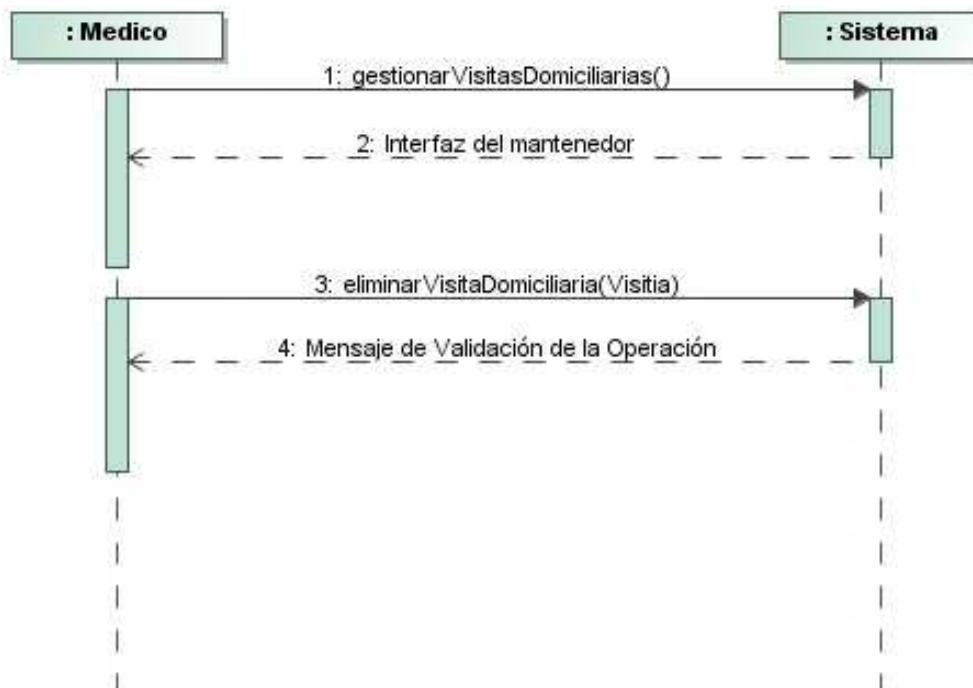 : Medico
: Sistema
1: gestionarVisitasDomiciliarias()
2: Interfaz del mantenedor
3: eliminarVisitaDomiciliaria(Visitia)
4: Mensaje de Validación de la Operación